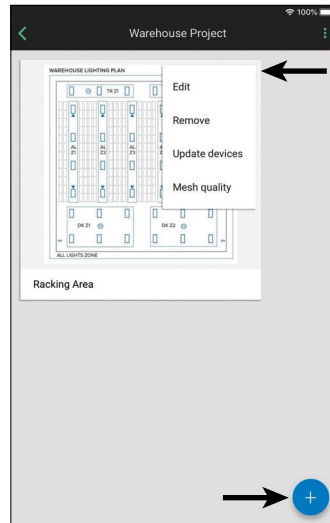 100%
Warehouse Project
WAREHOUSE LIGHTING PLAN
TR Z1
Edit
Remove
Update devices
Mesh quality
AL Z1
AL Z2
AL Z3
DK Z1
DK Z2
ALL LIGHTS ZONE
Racking Area
+